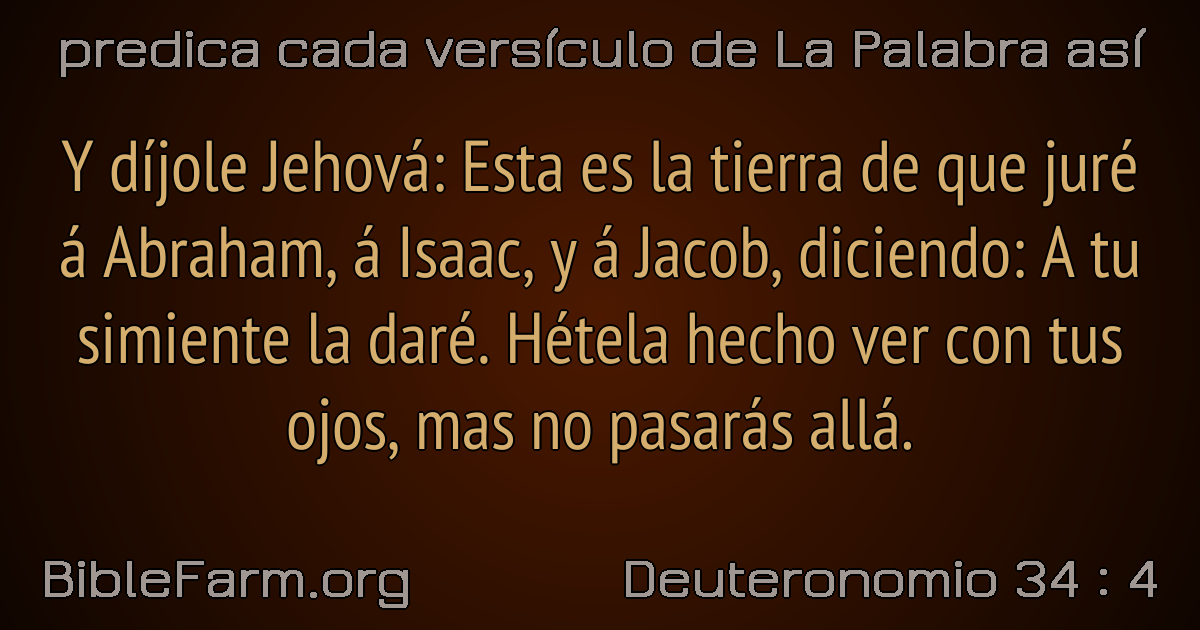 predica cada versículo de La Palabra así
Y díjole Jehová: Esta es la tierra de que juré
á Abraham, á Isaac, y á Jacob, diciendo: A tu
simiente la daré. Hétela hecho ver con tus
ojos, mas no pasarás allá.
BibleFarm.org
Deuteronomio 34 : 4